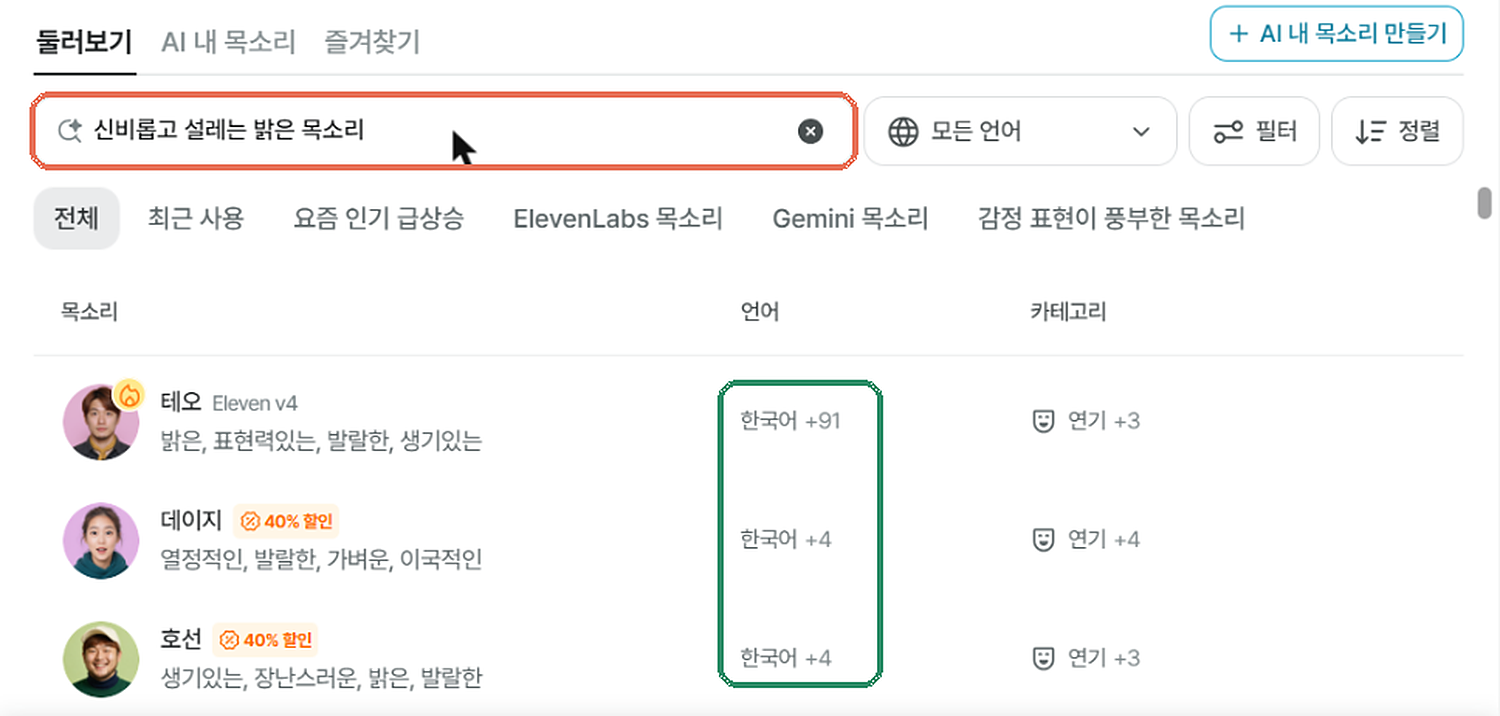 둘러보기 AI 내 목소리 즐겨찾기 + AI 내 목소리 만들기
신비롭고 설레는 밝은 목소리 모든 언어 필터 정렬
전체 최근 사용 요즘 인기 급상승 ElevenLabs 목소리 Gemini 목소리 감정 표현이 풍부한 목소리
목소리 언어 카테고리
테오 Eleven v4
밝은, 표현력있는, 발랄한, 생기있는
한국어 +91 연기 +3
데이지 40% 할인
열정적인, 발랄한, 가벼운, 이국적인
한국어 +4 연기 +4
호선 40% 할인
생기있는, 장난스러운, 밝은, 발랄한
한국어 +4 연기 +3